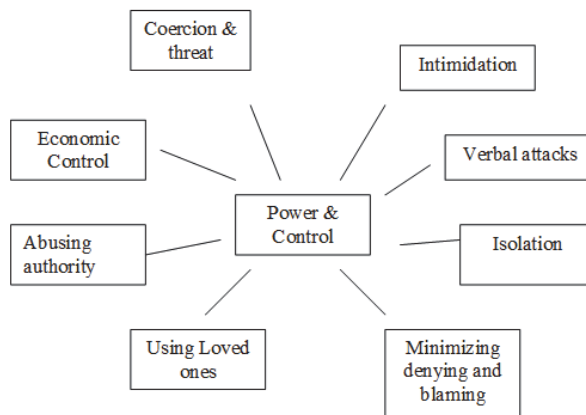 Coercion &
threat
Intimidation
Economic
Control
Verbal attacks
Power &
Control
Abusing
authority
Isolation
Using Loved
ones
Minimizing
denying and
blaming